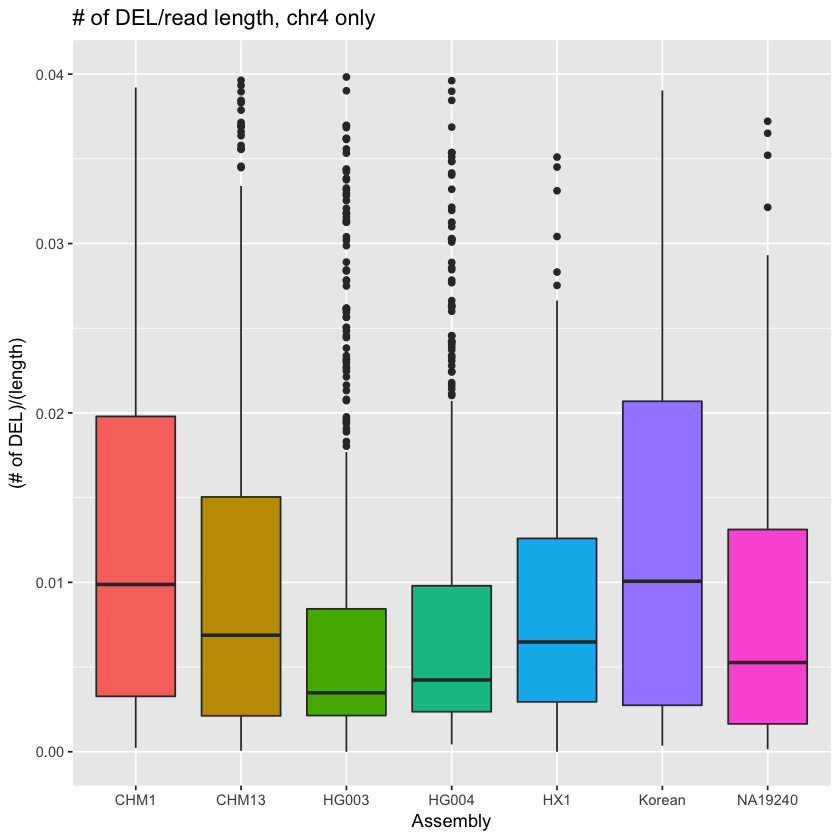 # of DEL/read length, chr4 only
(# of DEL)/(length)
0.04
0.03
0.02
0.01
0.00
CHM1 CHM13 HG003 HG004 HX1 Korean NA19240
Assembly